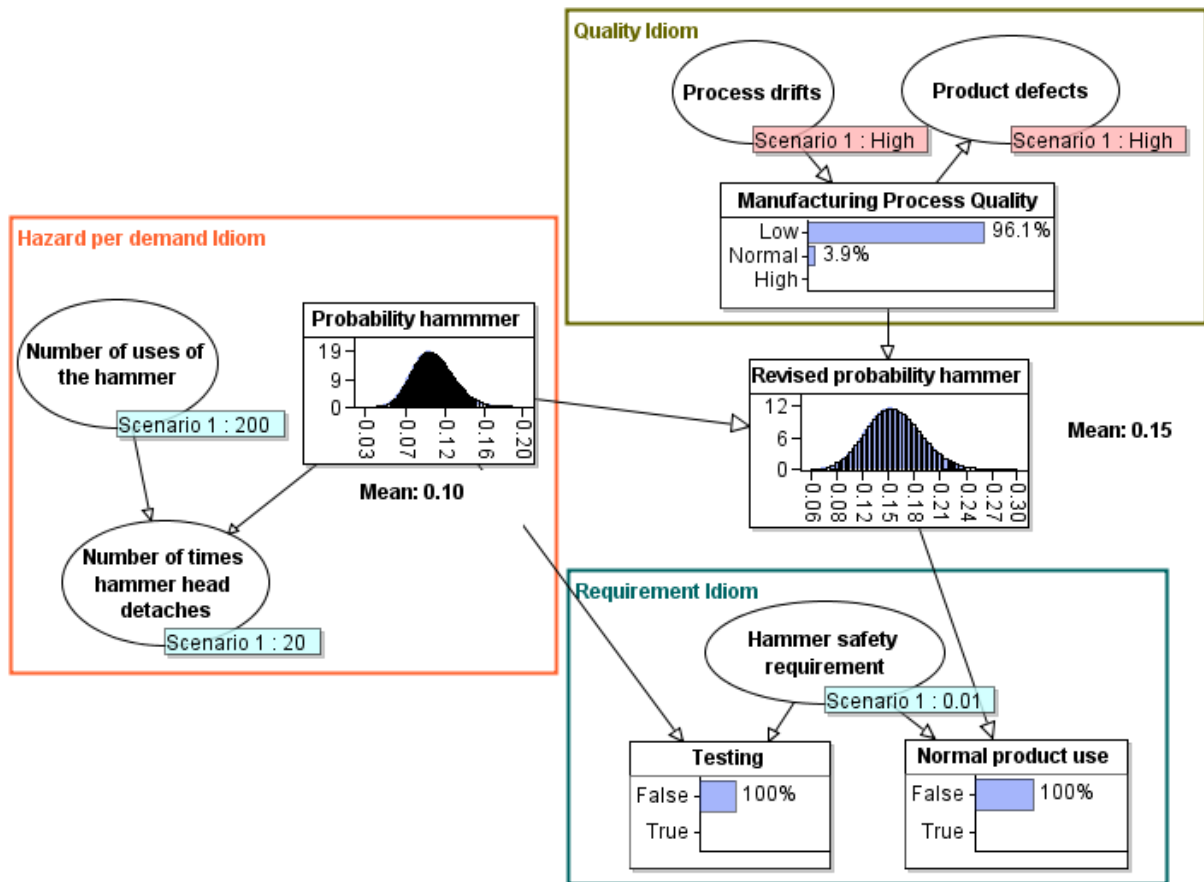 Quality Idiom
Process drifts
Scenario 1 : High
Product defects
Scenario 1 : High
Manufacturing Process Quality
Low
96.1%
Normal
3.9%
High
Hazard per demand Idiom
Number of uses of
the hammer
Scenario 1 : 200
Probability hammmer
19
9
0
0.03
0.07
0.12
0.16
0.20
Mean: 0.10
Number of times
hammer head
detaches
Scenario 1 : 20
Revised probability hammer
12
6
0
0.06
0.08
0.12
0.15
0.18
0.21
0.24
0.27
0.30
Mean: 0.15
Requirement Idiom
Hammer safety
requirement
Scenario 1 : 0.01
Testing
False
100%
True
Normal product use
False
100%
True